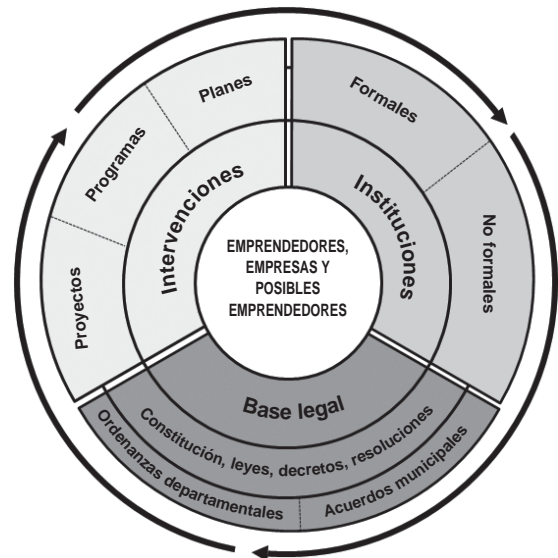 Planes
Programas
Proyectos
Intervenciones
Formales
No formales
Instituciones
EMPRENDEDORES,
EMPRESAS Y
POSIBLES
EMPRENDEDORES
Base legal
Constitución, leyes, decretos, resoluciones
Ordenanzas departamentales
Acuerdos municipales